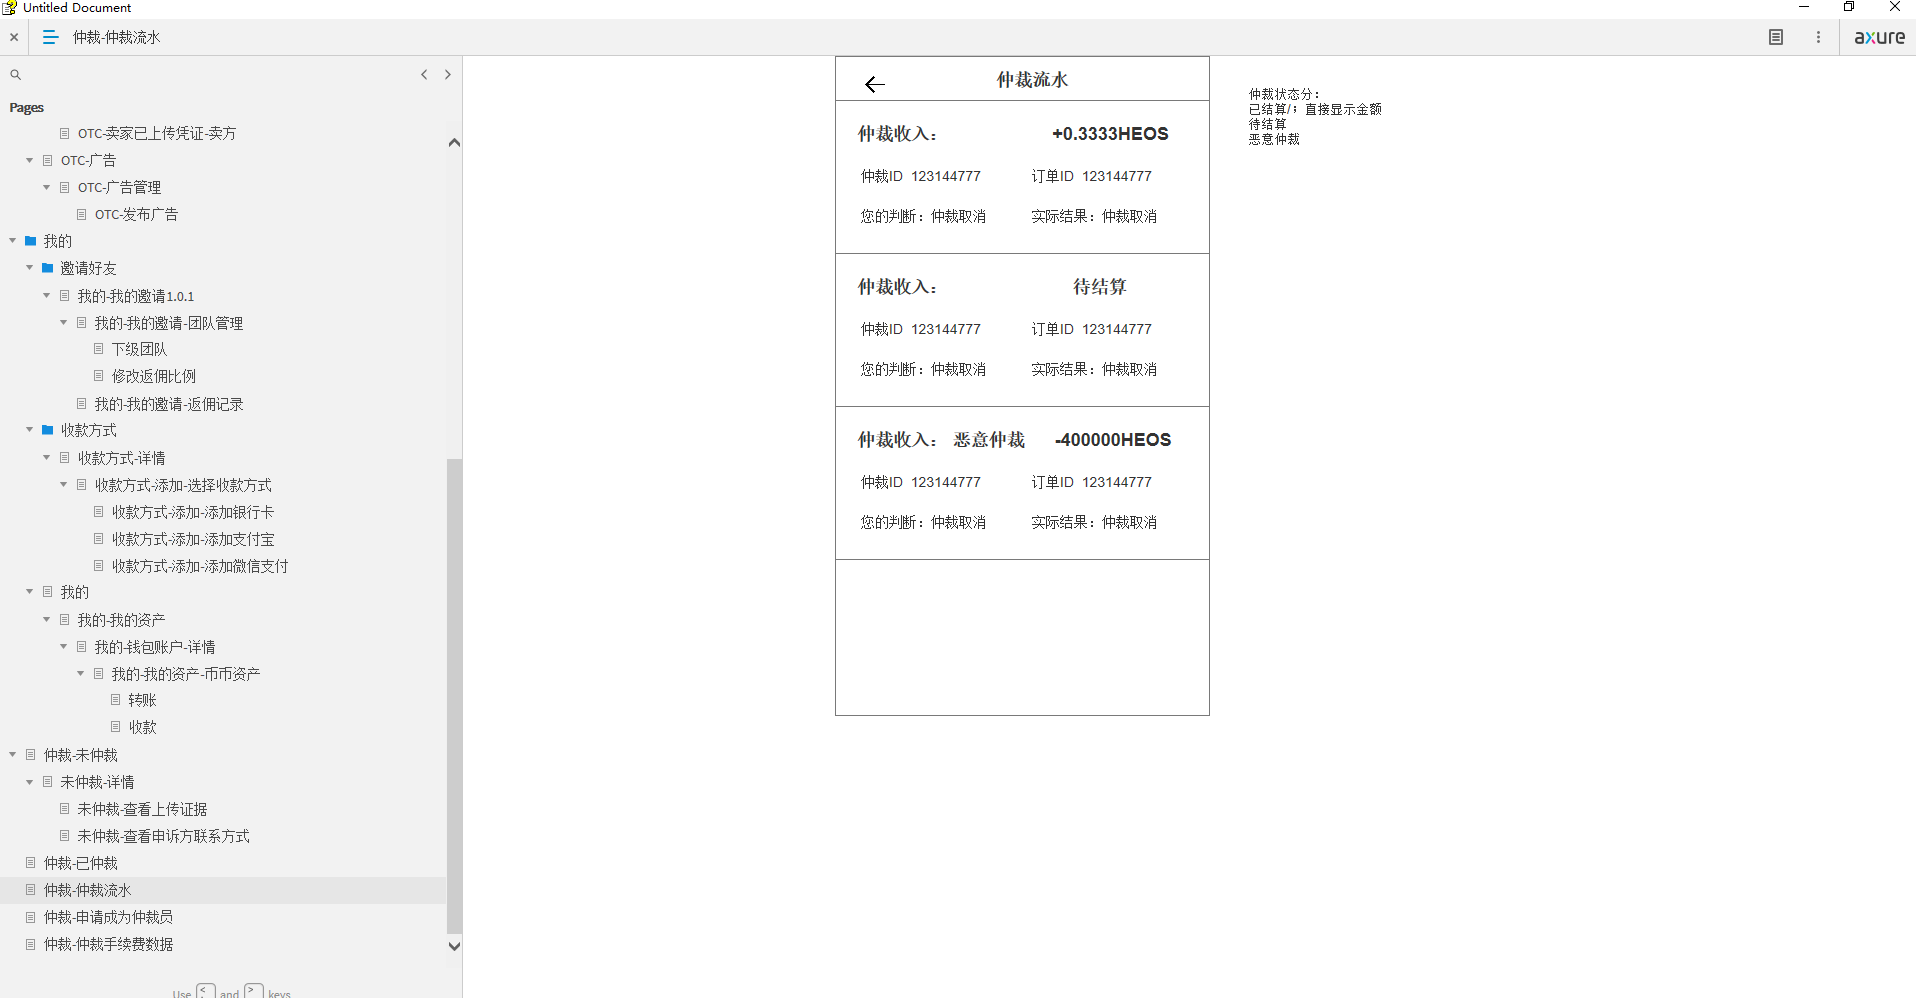 Untitled Document
仲裁-仲裁流水
axure
Pages
OTC-卖家已上传凭证-卖方
OTC-广告
OTC-广告管理
OTC-发布广告
我的
邀请好友
我的-我的邀请1.0.1
我的-我的邀请-团队管理
下级团队
修改返佣比例
我的-我的邀请-返佣记录
收款方式
收款方式-详情
收款方式-添加-选择收款方式
收款方式-添加-添加银行卡
收款方式-添加-添加支付宝
收款方式-添加-添加微信支付
我的
我的-我的资产
我的-钱包账户-详情
我的-我的资产-币币资产
转账
收款
仲裁-未仲裁
未仲裁-详情
未仲裁-查看上传证据
未仲裁-查看申诉方联系方式
仲裁-已仲裁
仲裁-仲裁流水
仲裁-申请成为仲裁员
仲裁-仲裁手续费数据
Use < and > keys
仲裁流水
仲裁收入： +0.3333HEOS
仲裁ID 123144777 订单ID 123144777
您的判断：仲裁取消 实际结果：仲裁取消
仲裁收入： 待结算
仲裁ID 123144777 订单ID 123144777
您的判断：仲裁取消 实际结果：仲裁取消
仲裁收入： 恶意仲裁 -400000HEOS
仲裁ID 123144777 订单ID 123144777
您的判断：仲裁取消 实际结果：仲裁取消
仲裁状态分：
已结算/；直接显示金额
待结算
恶意仲裁